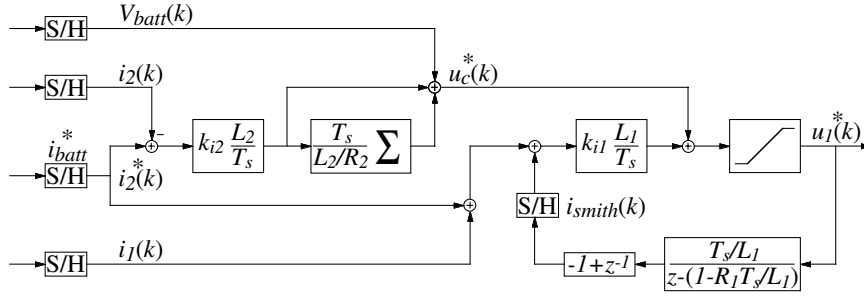 S/H V_batt(k)
S/H i_2(k) u_c^*(k)
- k_i2 L_2/T_s T_s/(L_2/R_2) Σ k_i1 L_1/T_s u_1^*(k)
i_batt^*
S/H i_2^*(k)
S/H i_smith(k)
S/H i_1(k)
-1+z^-1 T_s/L_1
z-(1-R_1T_s/L_1)